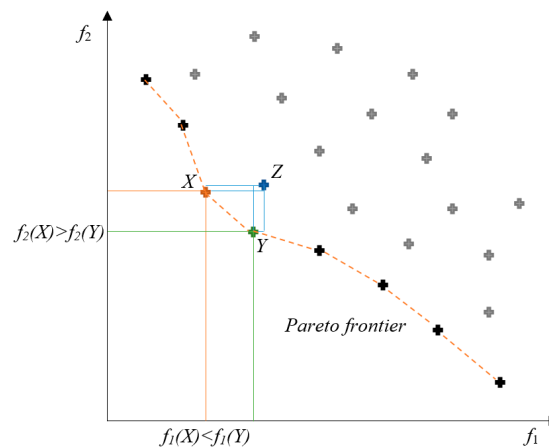 f₂
X
Z
f₂(X)>f₂(Y)
Y
Pareto frontier
f₁(X)<f₁(Y)
f₁